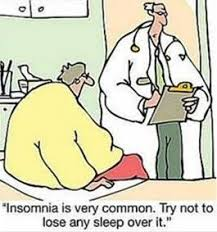 "Insomnia is very common. Try not to
lose any sleep over it."